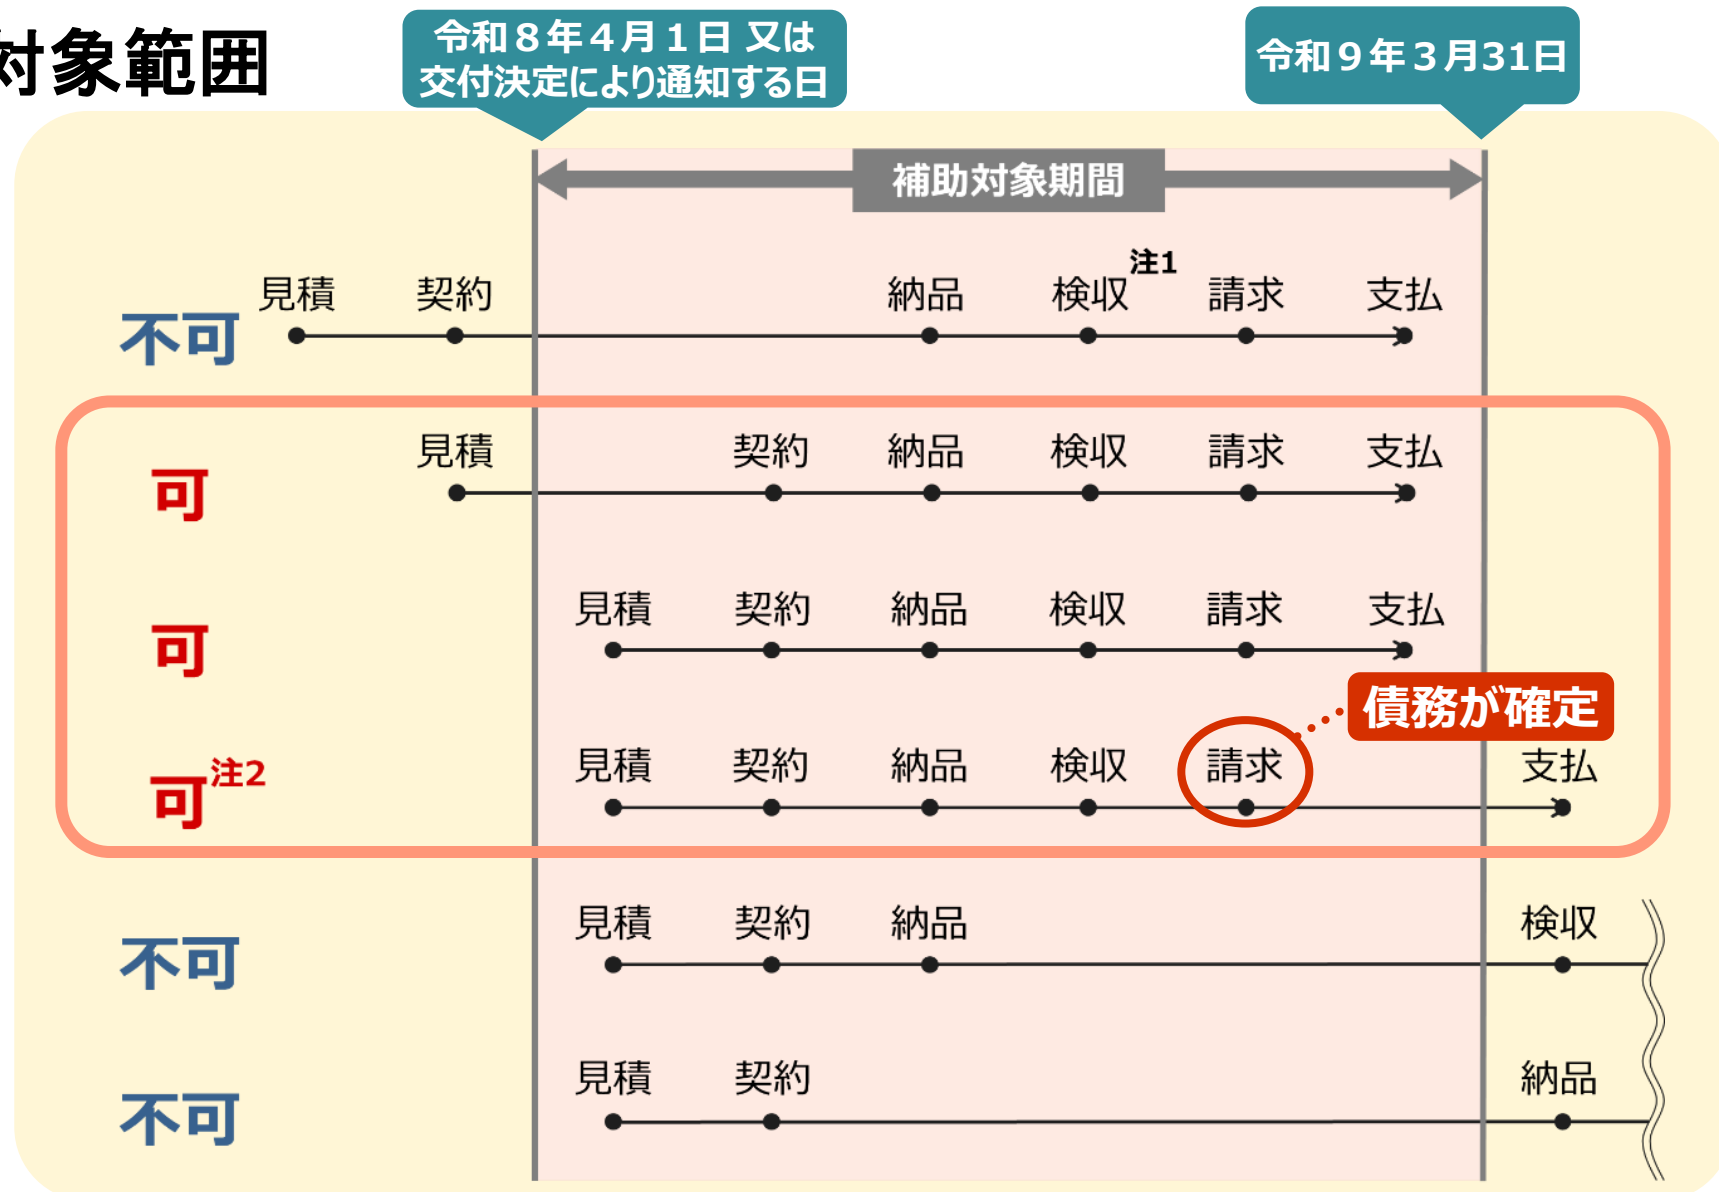 対象範囲
令和８年４月１日 又は
交付決定により通知する日
令和９年３月31日
補助対象期間
不可 見積 契約 納品 検収 注1 請求 支払
可 見積 契約 納品 検収 請求 支払
可 見積 契約 納品 検収 請求 支払
債務が確定
可 注2 見積 契約 納品 検収 請求 支払
不可 見積 契約 納品 検収
不可 見積 契約 納品